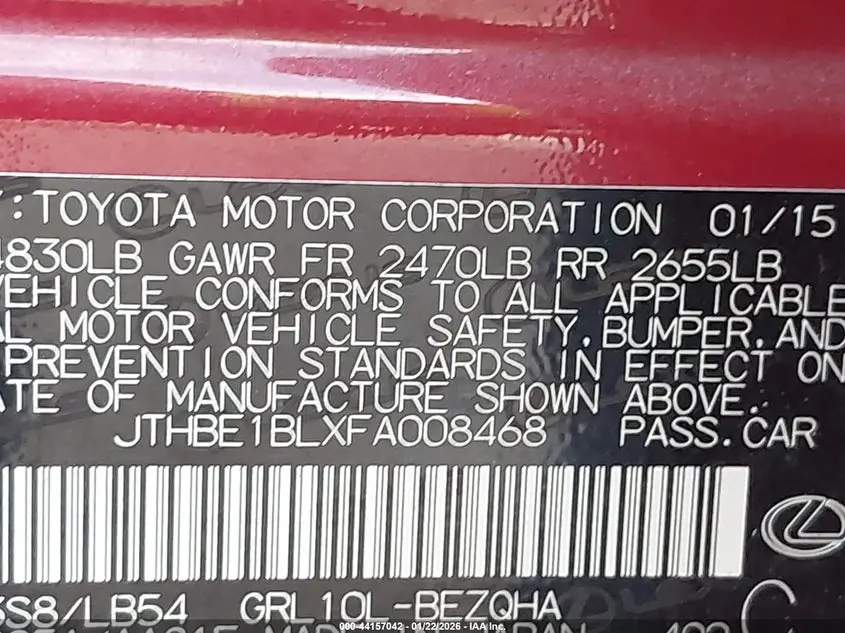 :TOYOTA MOTOR CORPORATION 01/15
4830LB GAWR FR 2470LB RR 2655LB
VEHICLE CONFORMS TO ALL APPLICABLE
AL MOTOR VEHICLE SAFETY,BUMPER,AND
PREVENTION STANDARDS IN EFFECT ON
ATE OF MANUFACTURE SHOWN ABOVE.
JTHBE1BLXFA008468 PASS.CAR
3S8/LB54 GRL10L-BEZQHA C
000-44157042 - 01/22/2026 - IAA Inc.